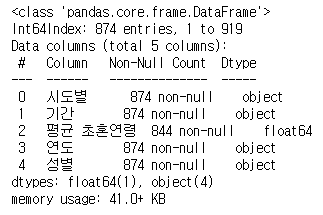 <class 'pandas.core.frame.DataFrame'>
Int64Index: 874 entries, 1 to 919
Data columns (total 5 columns):
 #   Column   Non-Null Count  Dtype
---  ------   --------------  -----
 0   시도별      874 non-null    object
 1   기간       874 non-null    object
 2   평균 초혼연령  844 non-null    float64
 3   연도       874 non-null    object
 4   성별       874 non-null    object
dtypes: float64(1), object(4)
memory usage: 41.0+ KB